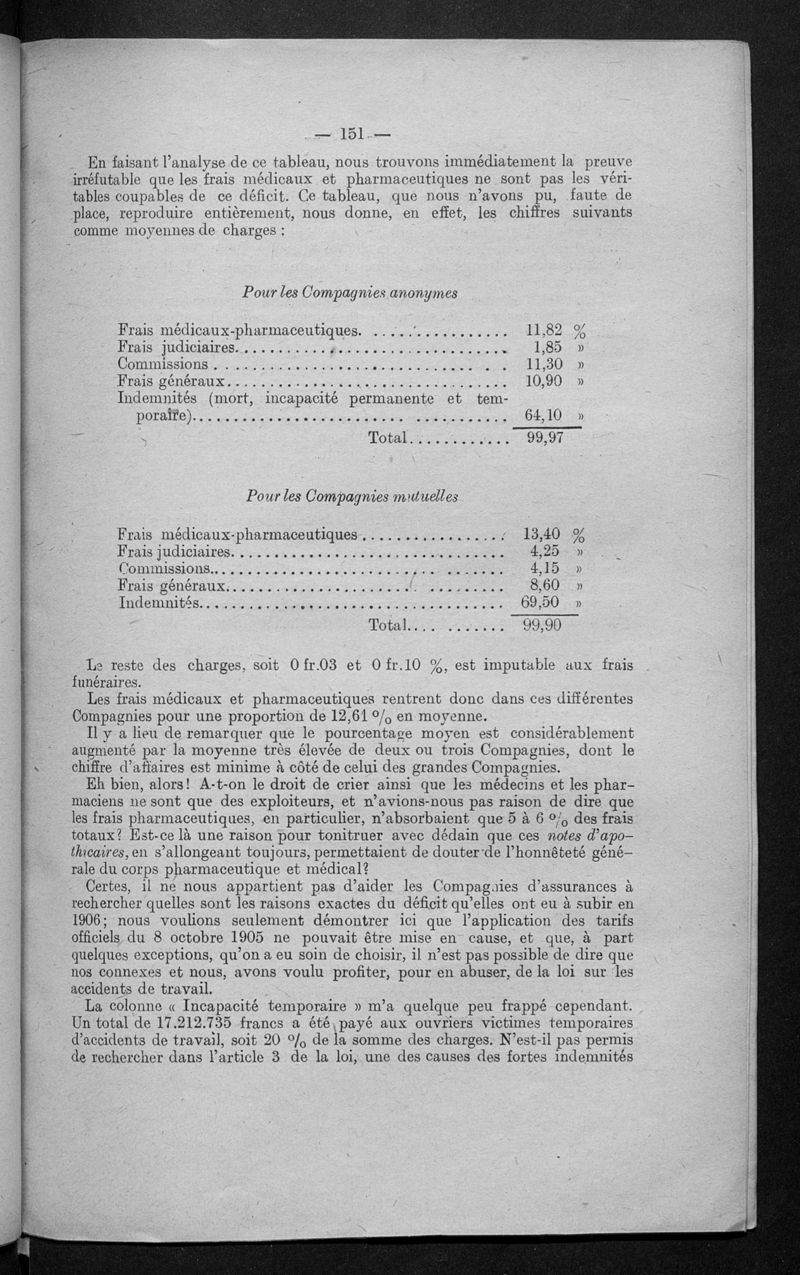 — 151 —
En faisant l'analyse de ce tableau, nous trouvons immédiatement la preuve
irréfutable que les frais médicaux et pharmaceutiques ne sont pas les véri-
tables coupables de ce déficit. Ce tableau, que nous n'avons pu, faute de
place, reproduire entièrement, nous donne, en effet, les chiffres suivants
comme moyennes de charges :
Pour les Compagnies anonymes
Frais médicaux-pharmaceutiques................ 11,82 %
Frais judiciaires................................ 1,85 »
Commissions................................ 11,30 »
Frais généraux................................ 10,90 »
Indemnités (mort, incapacité permanente et tem-
poraire)................................ 64,10 »
Total............ 99,97
Pour les Compagnies mutuelles
Frais médicaux-pharmaceutiques................ 13,40 %
Frais judiciaires................................ 4,25 »
Commissions................................ 4,15 »
Frais généraux................................ 8,60 »
Indemnités................................ 69,50 »
Total............ 99,90
Le reste des charges, soit 0 fr.03 et 0 fr.10 %, est imputable aux frais
funéraires.
Les frais médicaux et pharmaceutiques rentrent donc dans ces différentes
Compagnies pour une proportion de 12,61 % en moyenne.
Il y a lieu de remarquer que le pourcentage moyen est considérablement
augmenté par la moyenne très élevée de deux ou trois Compagnies, dont le
chiffre d'affaires est minime à côté de celui des grandes Compagnies.
Eh bien, alors! A-t-on le droit de crier ainsi que les médecins et les phar-
maciens ne sont que des exploiteurs, et n'avions-nous pas raison de dire que
les frais pharmaceutiques, en particulier, n'absorbaient que 5 à 6 % des frais
totaux? Est-ce là une raison pour tonitruer avec dédain que ces notes d'apo-
thicaires, en s'allongeant toujours, permettaient de douter de l'honnêteté géné-
rale du corps pharmaceutique et médical?
Certes, il ne nous appartient pas d'aider les Compagnies d'assurances à
rechercher quelles sont les raisons exactes du déficit qu'elles ont eu à subir en
1906; nous voulions seulement démontrer ici que l'application des tarifs
officiels du 8 octobre 1905 ne pouvait être mise en cause, et que, à part
quelques exceptions, qu'on a eu soin de choisir, il n'est pas possible de dire que
nos connexes et nous, avons voulu profiter, pour en abuser, de la loi sur les
accidents de travail.
La colonne « Incapacité temporaire » m'a quelque peu frappé cependant.
Un total de 17.212.735 francs a été payé aux ouvriers victimes temporaires
d'accidents de travail, soit 20 % de la somme des charges. N'est-il pas permis
de rechercher dans l'article 3 de la loi, une des causes des fortes indemnités